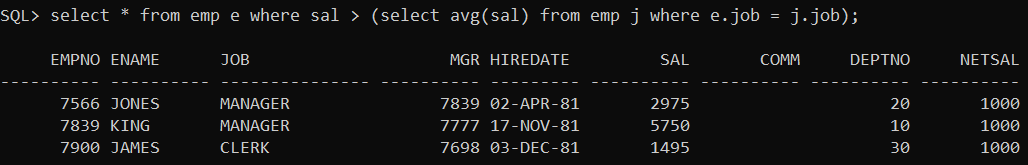 SQL> select * from emp e where sal > (select avg(sal) from emp j where e.job = j.job);
EMPNO ENAME JOB MGR HIREDATE SAL COMM DEPTNO NETSAL
---------- ---------- --------------- ---------- --------- ---------- ---------- ---------- ----------
7566 JONES MANAGER 7839 02-APR-81 2975 20 1000
7839 KING MANAGER 7777 17-NOV-81 5750 10 1000
7900 JAMES CLERK 7698 03-DEC-81 1495 30 1000